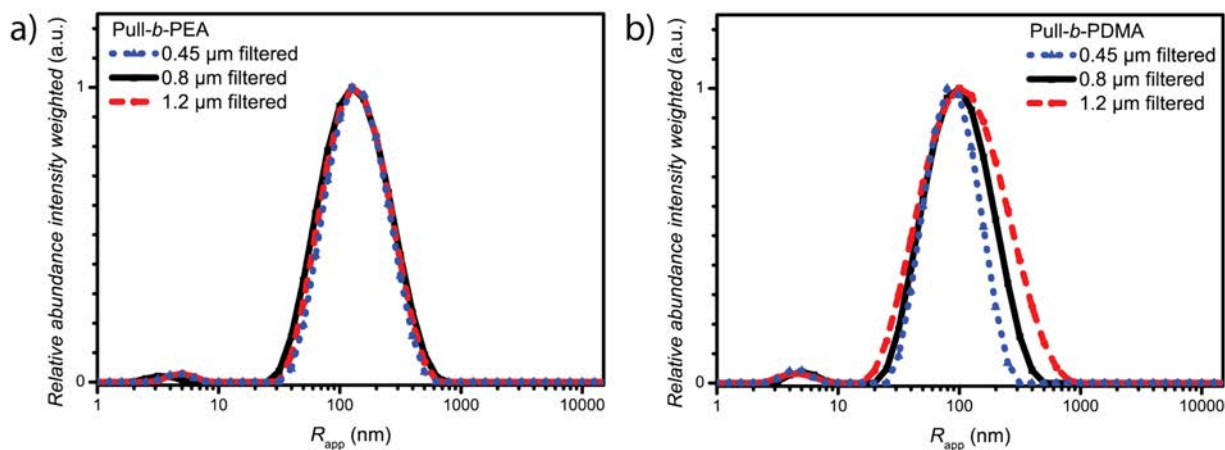 a)
Pull-b-PEA
0.45 µm filtered
0.8 µm filtered
1.2 µm filtered
Relative abundance intensity weighted (a.u.)
1
0
1
10
100
1000
10000
Rapp (nm)
b)
Pull-b-PDMA
0.45 µm filtered
0.8 µm filtered
1.2 µm filtered
Relative abundance intensity weighted (a.u.)
1
0
1
10
100
1000
10000
Rapp (nm)